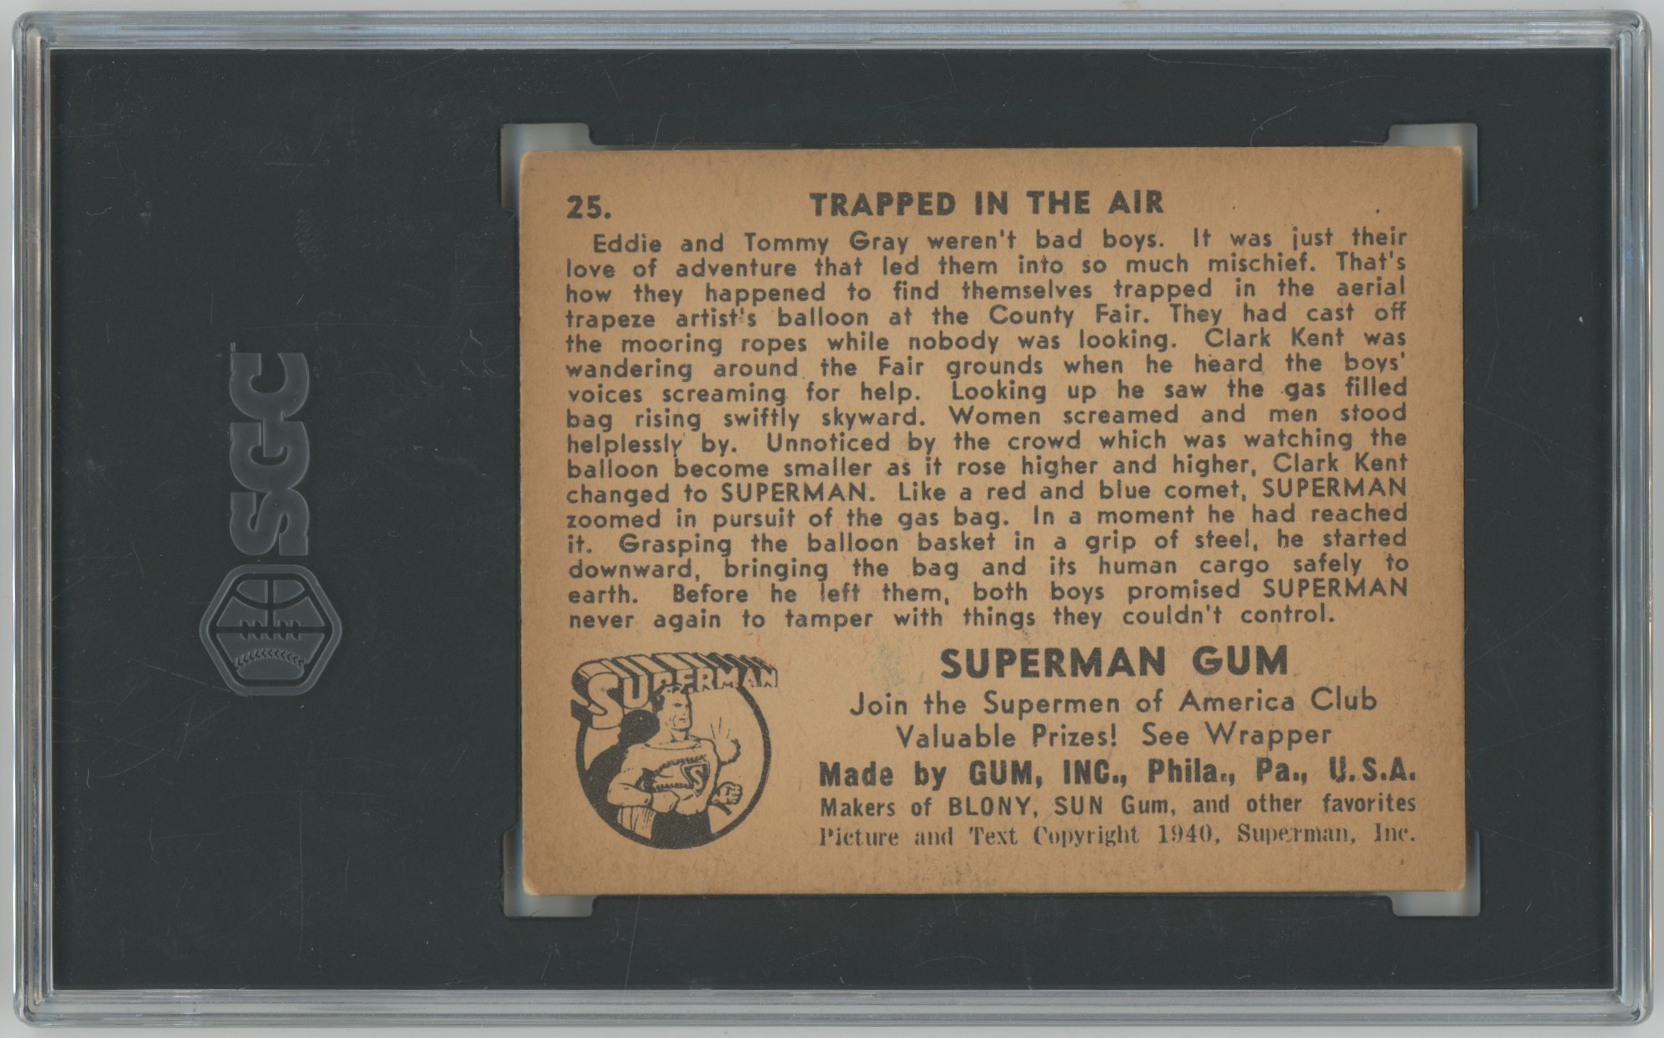 SGC
25. TRAPPED IN THE AIR
Eddie and Tommy Gray weren't bad boys. It was just their
love of adventure that led them into so much mischief. That's
how they happened to find themselves trapped in the aerial
trapeze artist's balloon at the County Fair. They had cast off
the mooring ropes while nobody was looking. Clark Kent was
wandering around the Fair grounds when he heard the boys'
voices screaming for help. Looking up he saw the gas filled
bag rising swiftly skyward. Women screamed and men stood
helplessly by. Unnoticed by the crowd which was watching the
balloon become smaller as it rose higher and higher, Clark Kent
changed to SUPERMAN. Like a red and blue comet, SUPERMAN
zoomed in pursuit of the gas bag. In a moment he had reached
it. Grasping the balloon basket in a grip of steel, he started
downward, bringing the bag and its human cargo safely to
earth. Before he left them, both boys promised SUPERMAN
never again to tamper with things they couldn't control.
SUPERMAN
S
SUPERMAN GUM
Join the Supermen of America Club
Valuable Prizes! See Wrapper
Made by GUM, INC., Phila., Pa., U.S.A.
Makers of BLONY, SUN Gum, and other favorites
Picture and Text Copyright 1940, Superman, Inc.